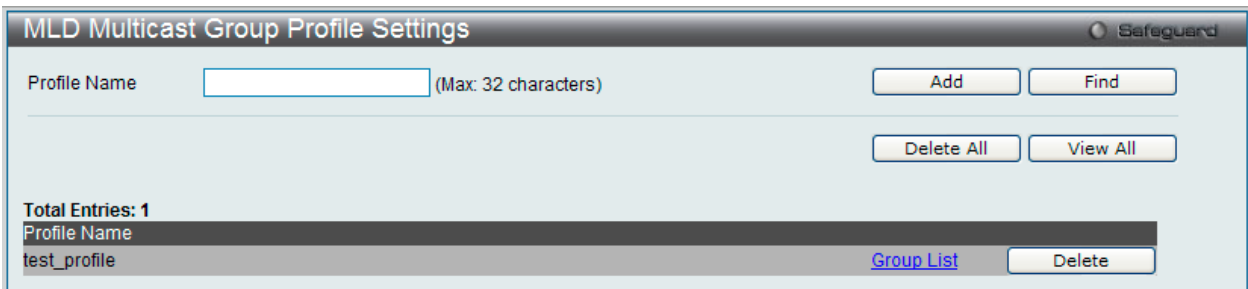 MLD Multicast Group Profile Settings
Safeguard
Profile Name (Max: 32 characters) Add Find
Delete All View All
Total Entries: 1
Profile Name
test_profile Group List Delete